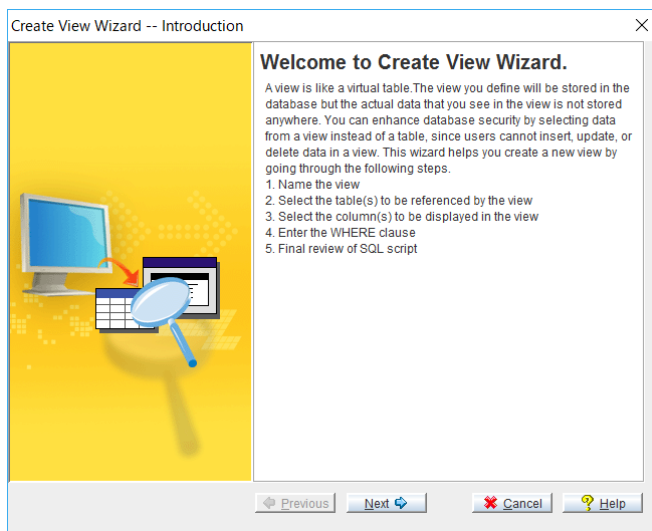 Create View Wizard -- Introduction
Welcome to Create View Wizard.
A view is like a virtual table.The view you define will be stored in the
database but the actual data that you see in the view is not stored
anywhere. You can enhance database security by selecting data
from a view instead of a table, since users cannot insert, update, or
delete data in a view. This wizard helps you create a new view by
going through the following steps.
1. Name the view
2. Select the table(s) to be referenced by the view
3. Select the column(s) to be displayed in the view
4. Enter the WHERE clause
5. Final review of SQL script
Previous Next Cancel Help